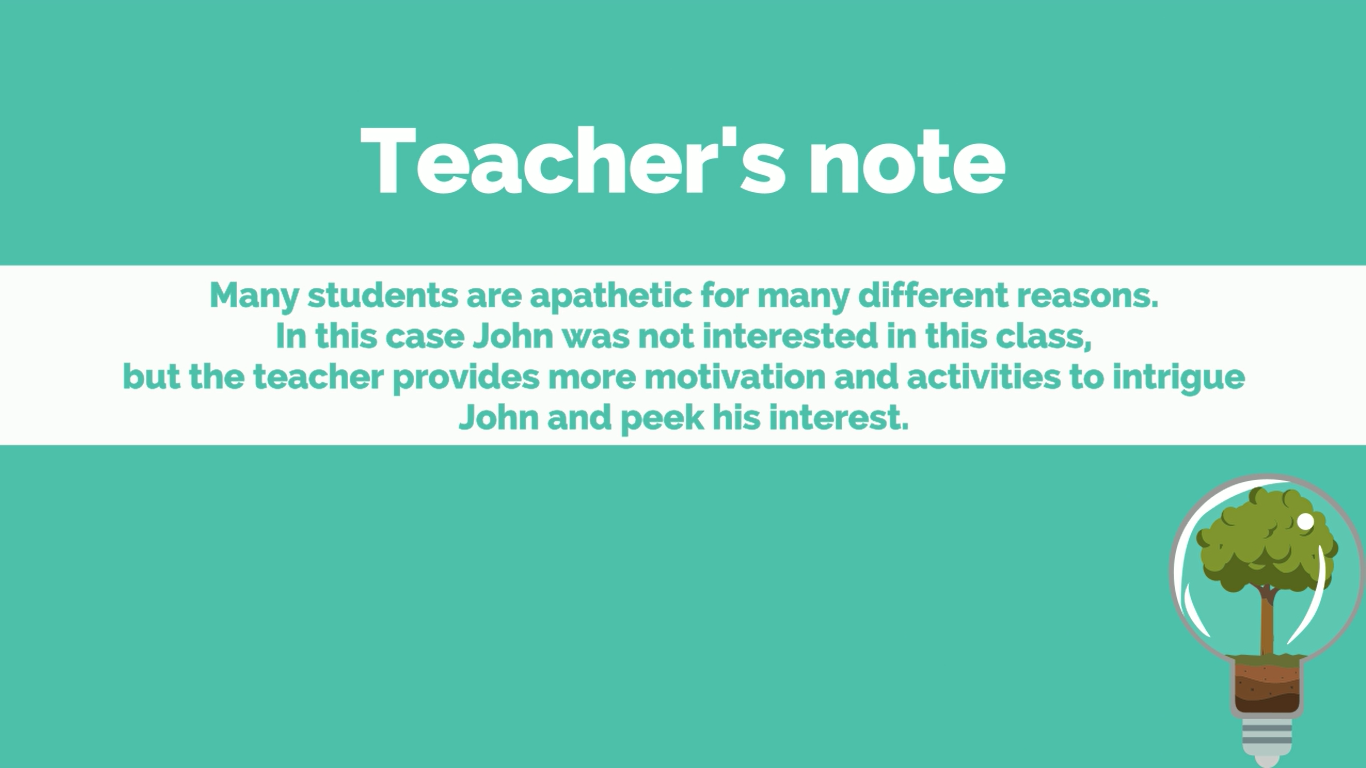 Teacher's note
Many students are apathetic for many different reasons.
In this case John was not interested in this class,
but the teacher provides more motivation and activities to intrigue
John and peek his interest.